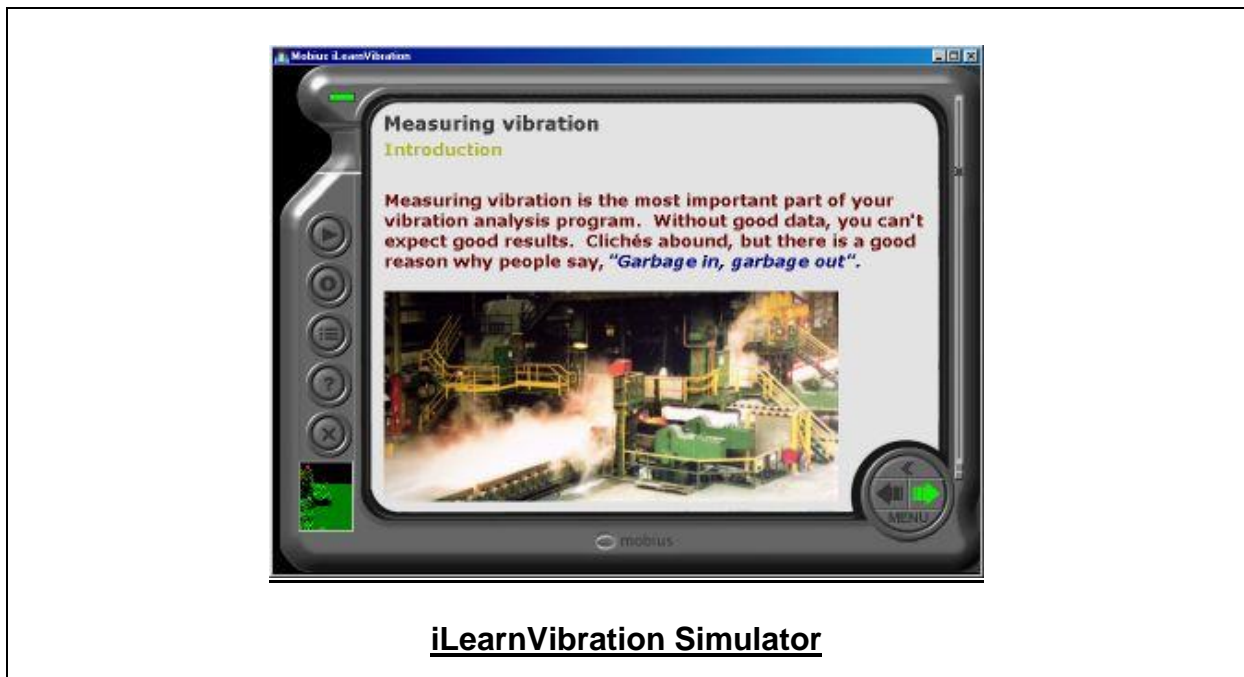 Mobius iLearnVibration
Measuring vibration
Introduction
Measuring vibration is the most important part of your
vibration analysis program. Without good data, you can't
expect good results. Clichés abound, but there is a good
reason why people say, "Garbage in, garbage out".
MENU
mobius
iLearnVibration Simulator